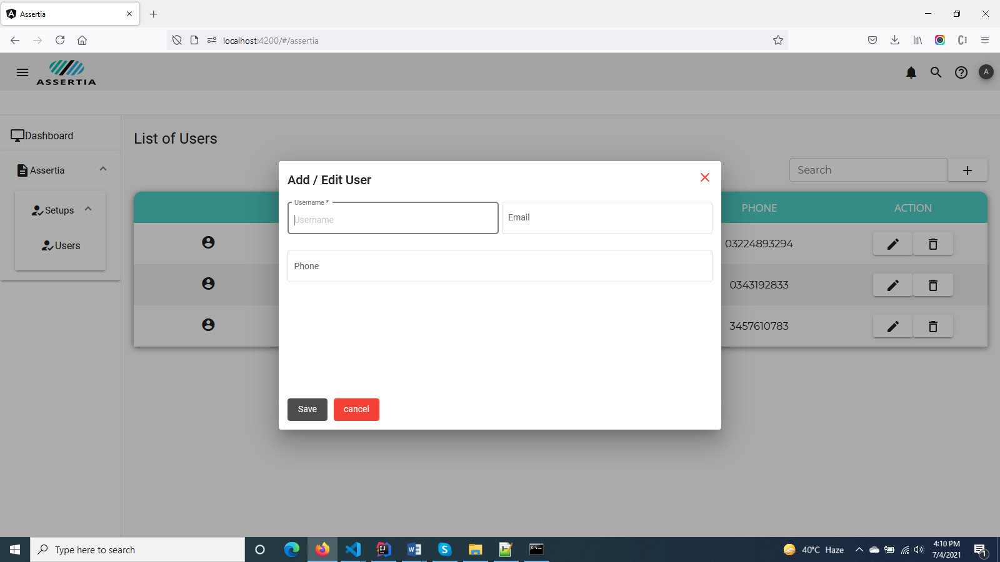 Assertia
localhost:4200/#/assertia
ASSERTIA
A
Dashboard
Assertia
Setups
Users
List of Users
Search
PHONE ACTION
03224893294
0343192833
3457610783
Add / Edit User
Username *
Username
Email
Phone
Save cancel
Type here to search
40°C Haze
4:10 PM
7/4/2021
1